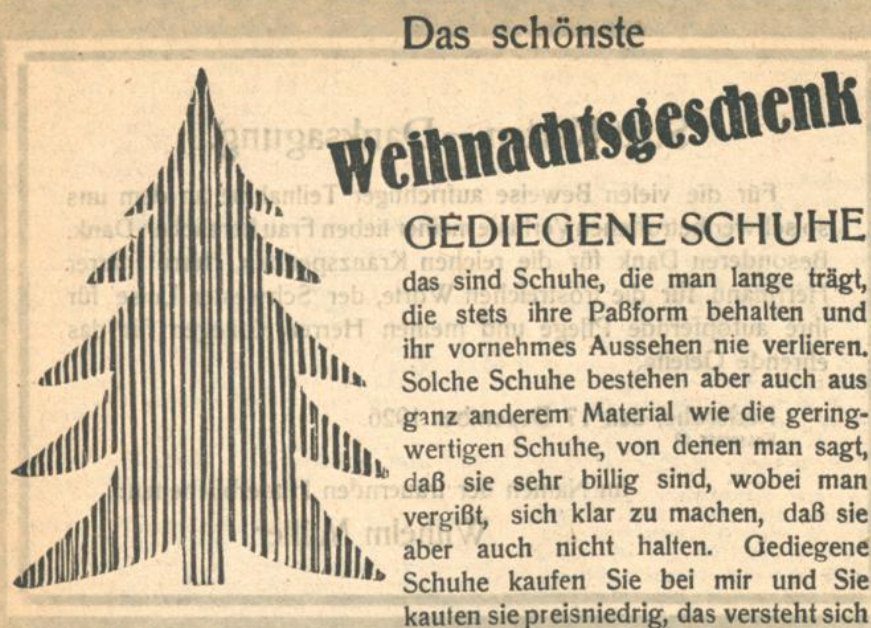 Das schönste
Weihnachtsgeschenk
GEDIEGENE SCHUHE
das sind Schuhe, die man lange trägt,
die stets ihre Paßform behalten und
ihr vornehmes Aussehen nie verlieren.
Solche Schuhe bestehen aber auch aus
ganz anderem Material wie die gering-
wertigen Schuhe, von denen man sagt,
daß sie sehr billig sind, wobei man
vergißt, sich klar zu machen, daß sie
aber auch nicht halten. Gediegene
Schuhe kaufen Sie bei mir und Sie
kaufen sie preisniedrig, das versteht sich